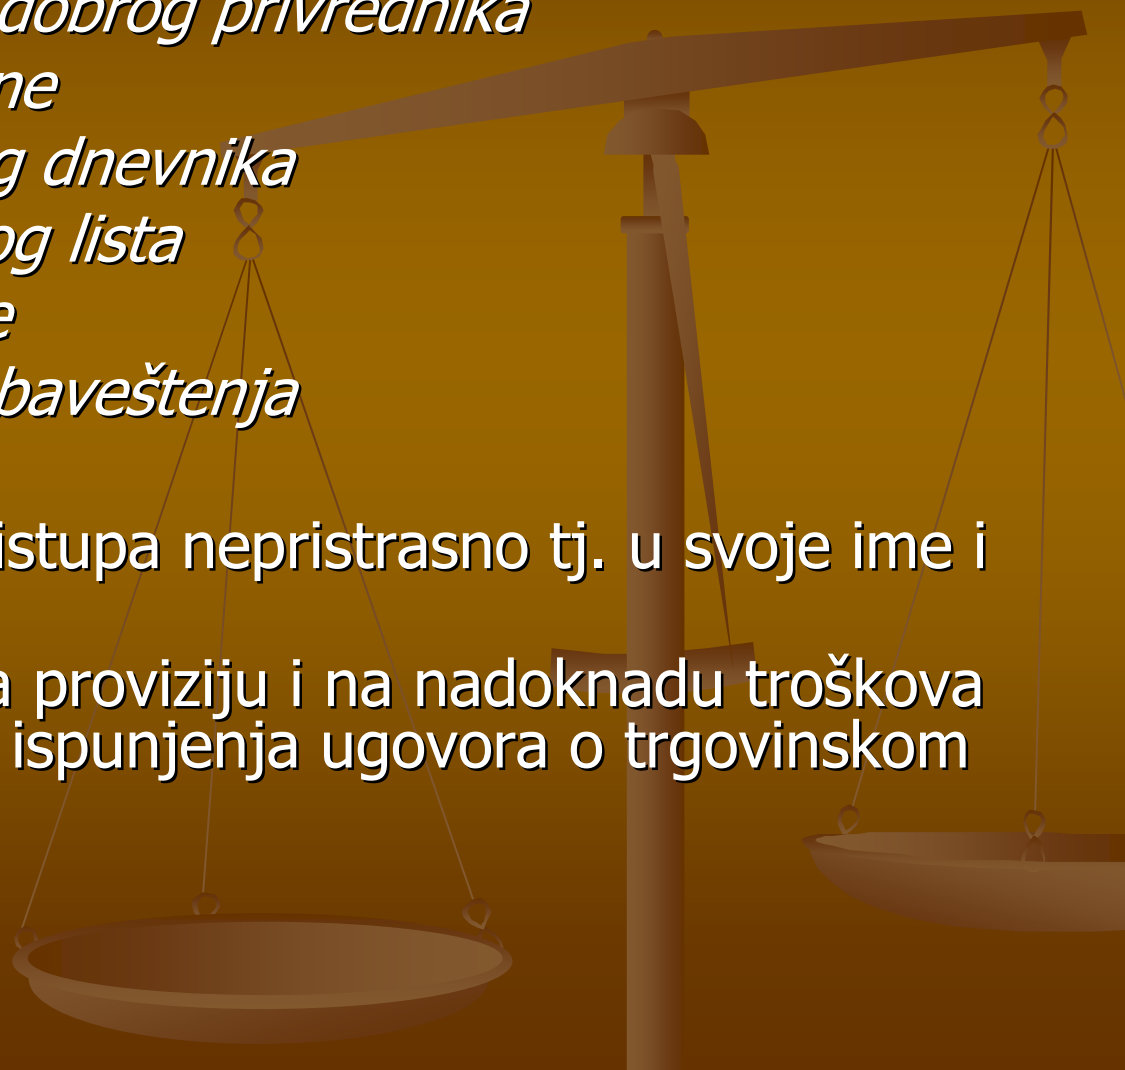 dobrog privrednika
ne
g dnevnika
og lista
e
baveštenja
istupa nepristrasno tj. u svoje ime i
a proviziju i na nadoknadu troškova
ispunjenja ugovora o trgovinskom